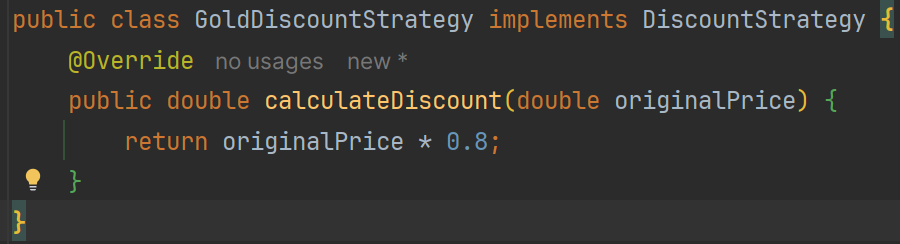 public class GoldDiscountStrategy implements DiscountStrategy {
    @Override no usages new *
    public double calculateDiscount(double originalPrice) {
        return originalPrice * 0.8;
    }
}